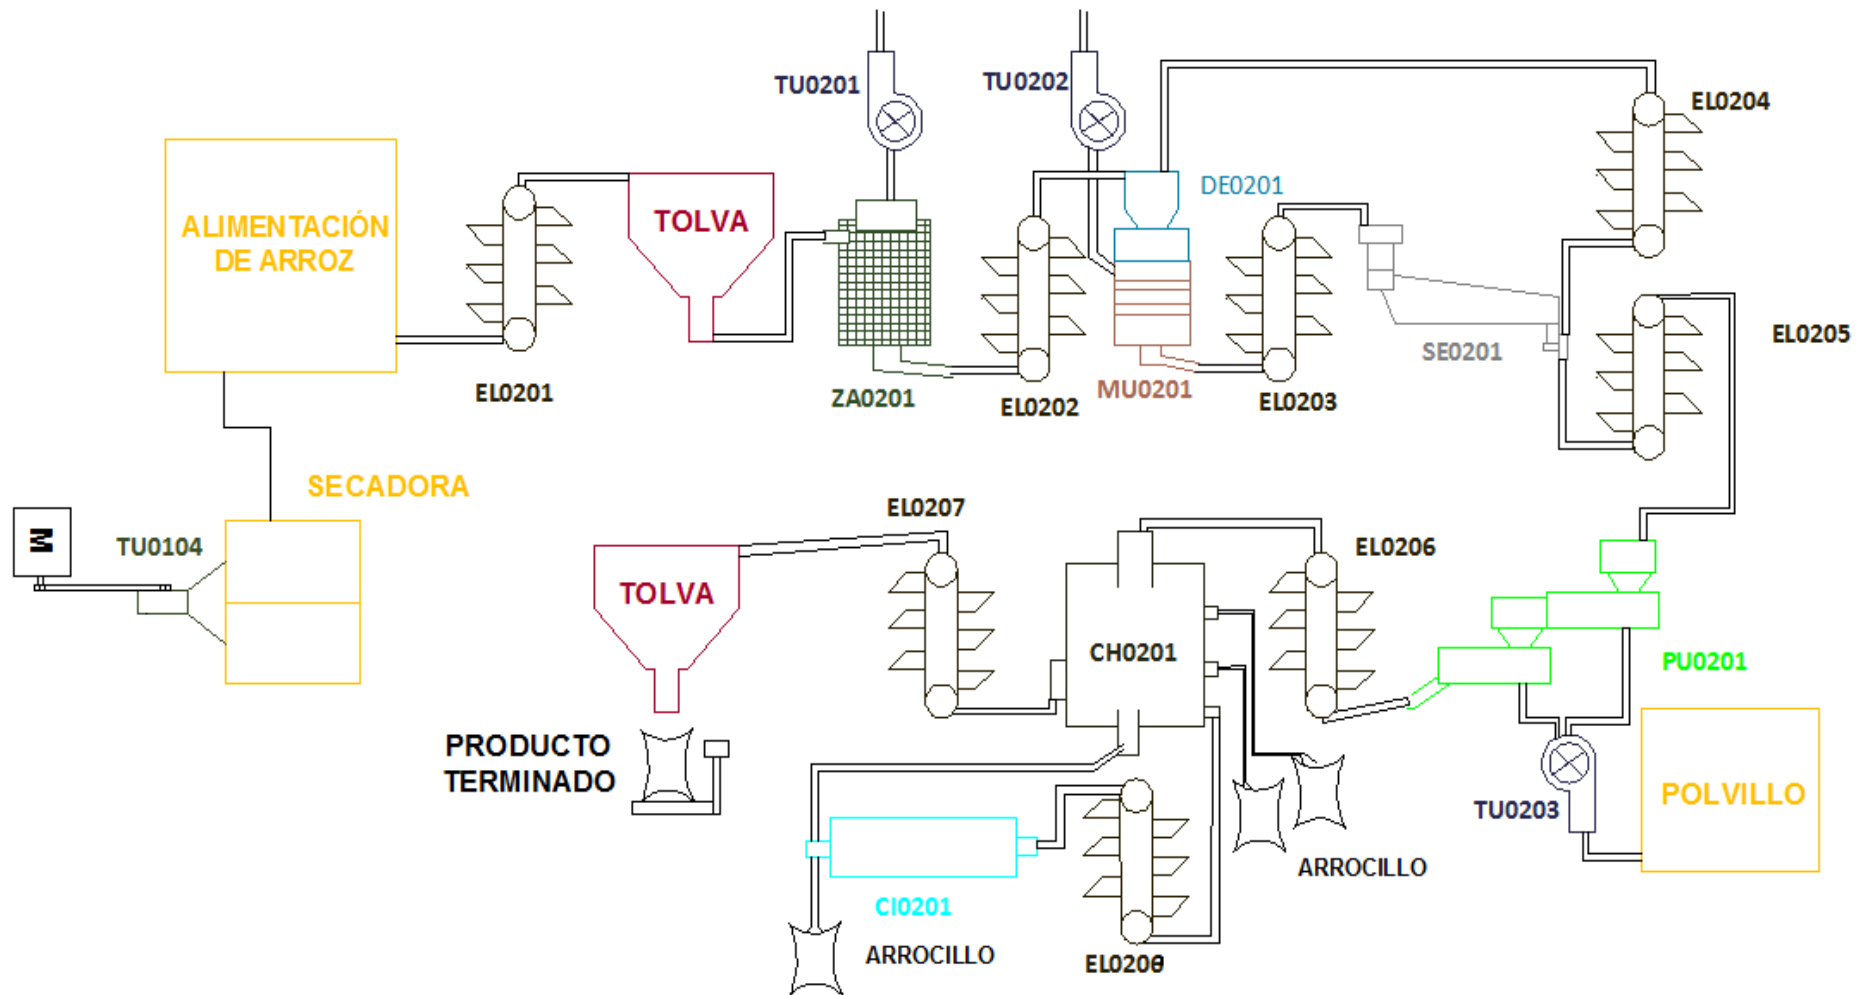 TU0201
TU0202
EL0204
DE0201
ALIMENTACIÓN
DE ARROZ
TOLVA
EL0205
SE0201
EL0201
ZA0201
EL0202
MU0201
EL0203
SECADORA
M
TU0104
EL0207
EL0206
TOLVA
CH0201
PU0201
PRODUCTO
TERMINADO
POLVILLO
TU0203
ARROCILLO
CI0201
ARROCILLO